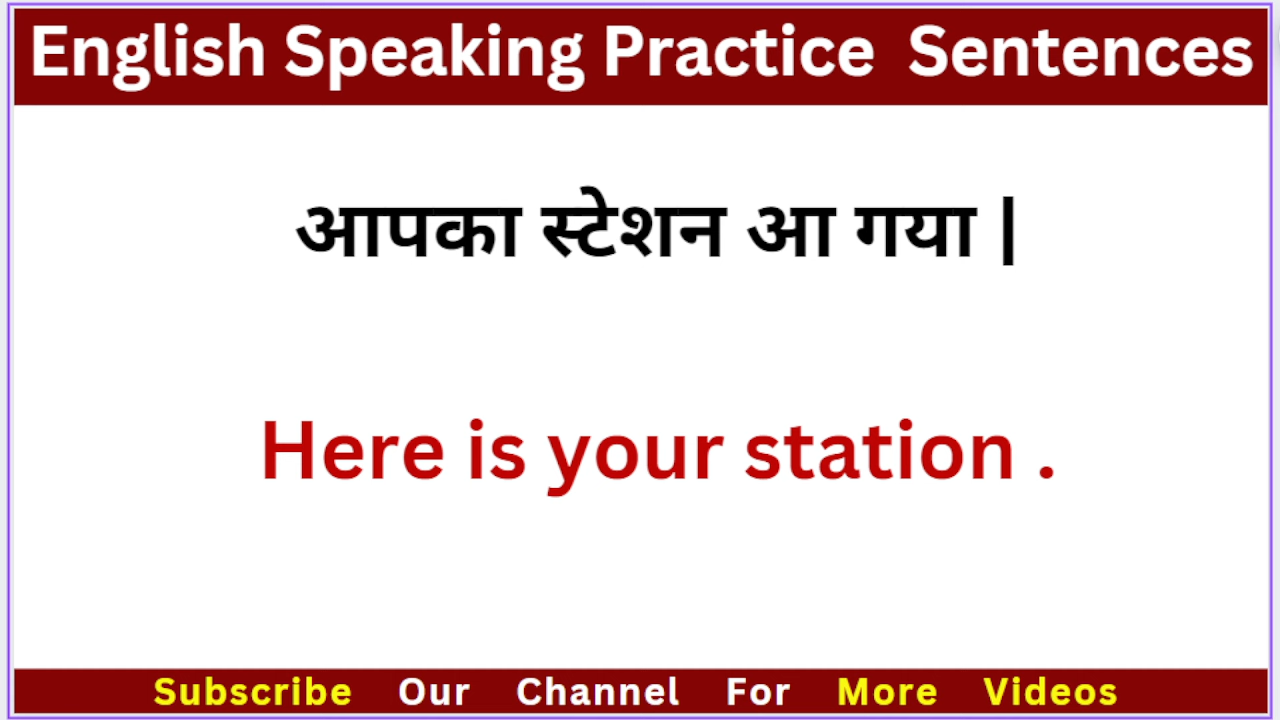 English Speaking Practice Sentences
आपका स्टेशन आ गया |
Here is your station .
Subscribe Our Channel For More Videos